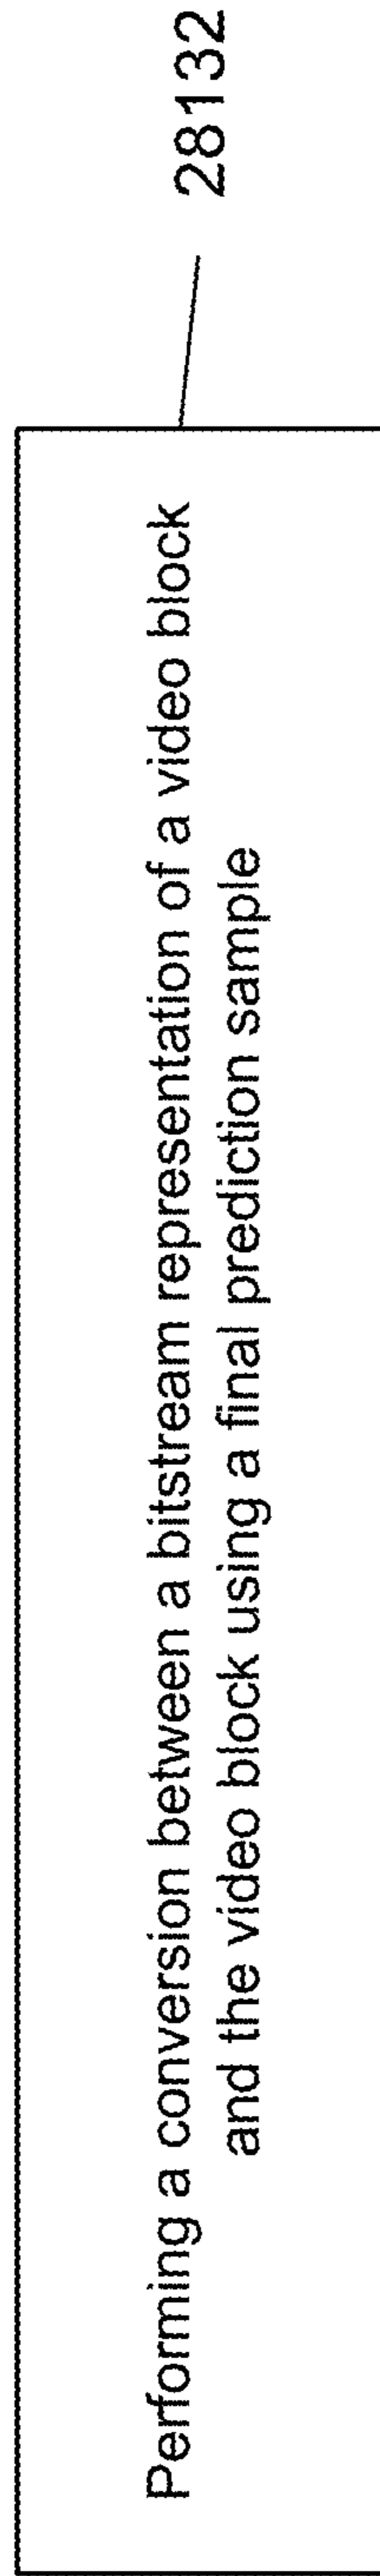 Performing a conversion between a bitstream representation of a video block
and the video block using a final prediction sample
28132